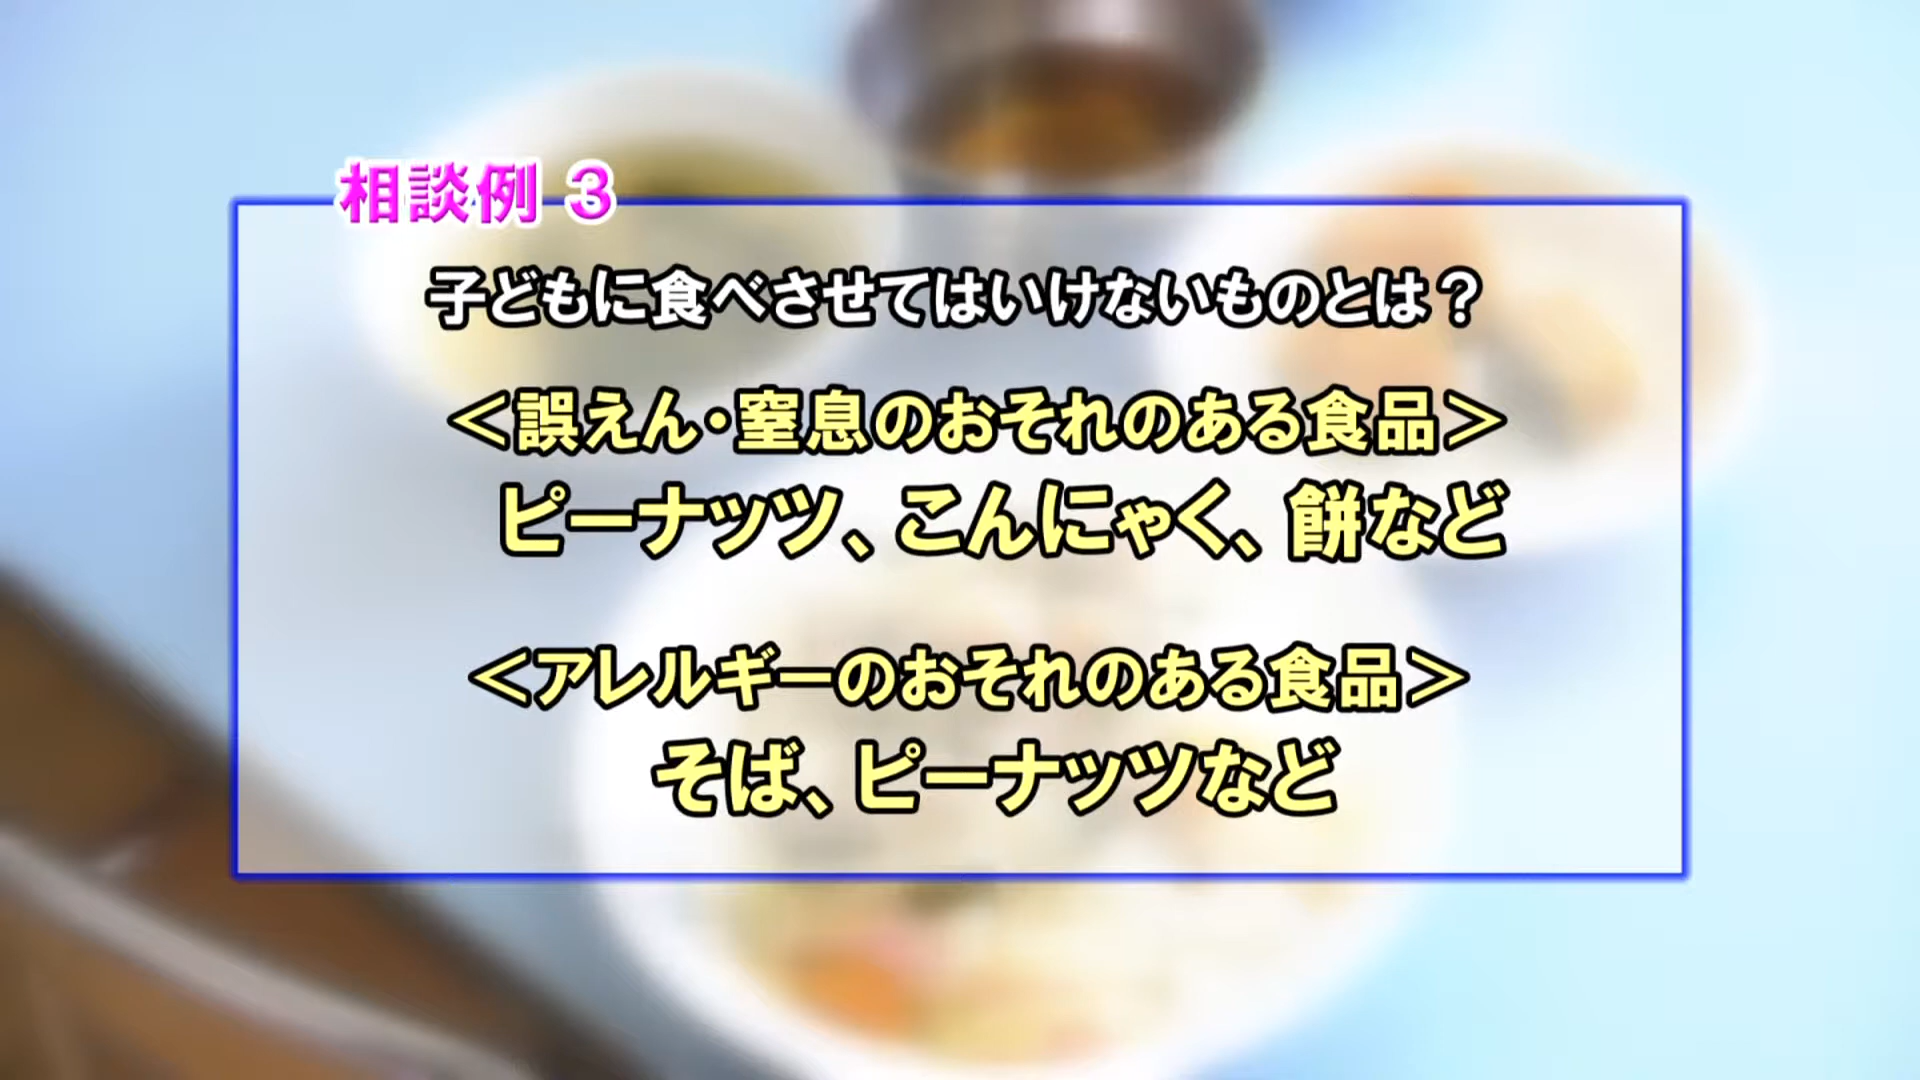 相談例 3
子どもに食べさせてはいけないものとは？
＜誤えん・窒息のおそれのある食品＞
ピーナッツ、こんにゃく、餅など
＜アレルギーのおそれのある食品＞
そば、ピーナッツなど